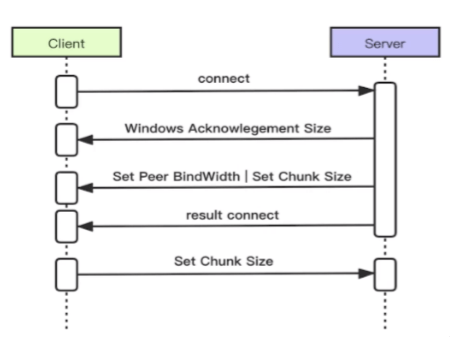 Client
Server
connect
Windows Acknowlegement Size
Set Peer BindWidth | Set Chunk Size
result connect
Set Chunk Size